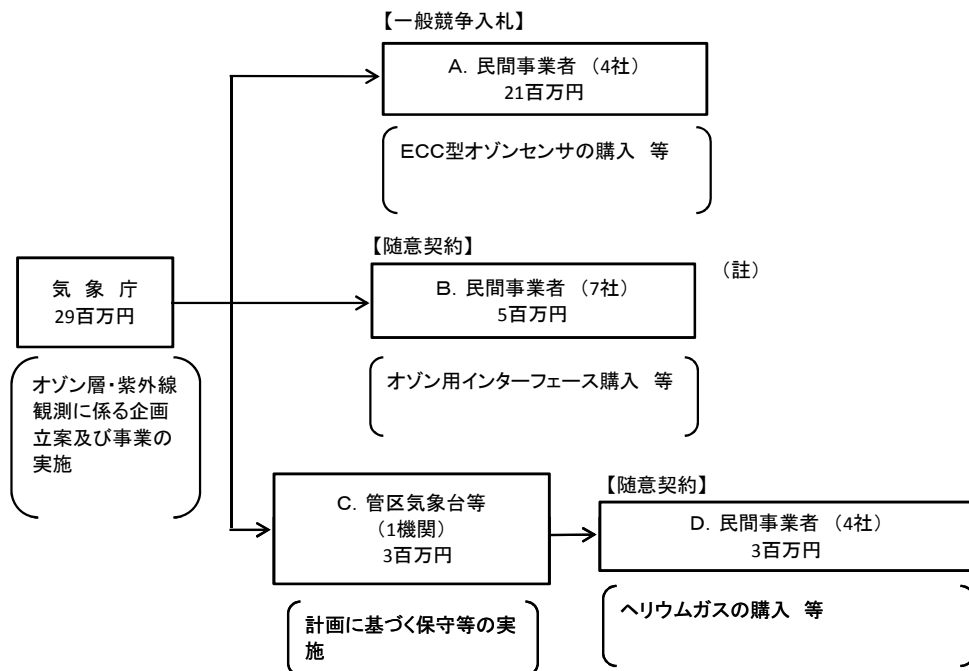 【一般競争入札】
A. 民間事業者 （4社）
21百万円
ECC型オゾンセンサの購入 等
【随意契約】
B. 民間事業者 （7社）
5百万円
（註）
オゾン用インターフェース購入 等
気 象 庁
29百万円
オゾン層・紫外線
観測に係る企画
立案及び事業の
実施
C. 管区気象台等
（1機関）
3百万円
計画に基づく保守等の実
施
【随意契約】
D. 民間事業者 （4社）
3百万円
ヘリウムガスの購入 等